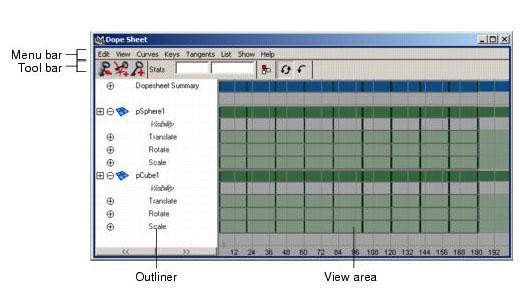 Dope Sheet
Menu bar
Edit View Curves Keys Tangents List Show Help
Tool bar
Stats
Dopesheet Summary
pSphere1
Visibility
Translate
Rotate
Scale
pCube1
Visibility
Translate
Rotate
Scale
<< >>
1
12 24 36 48 60 72 84 96 108 120 132 144 156 168 180 192
Outliner View area